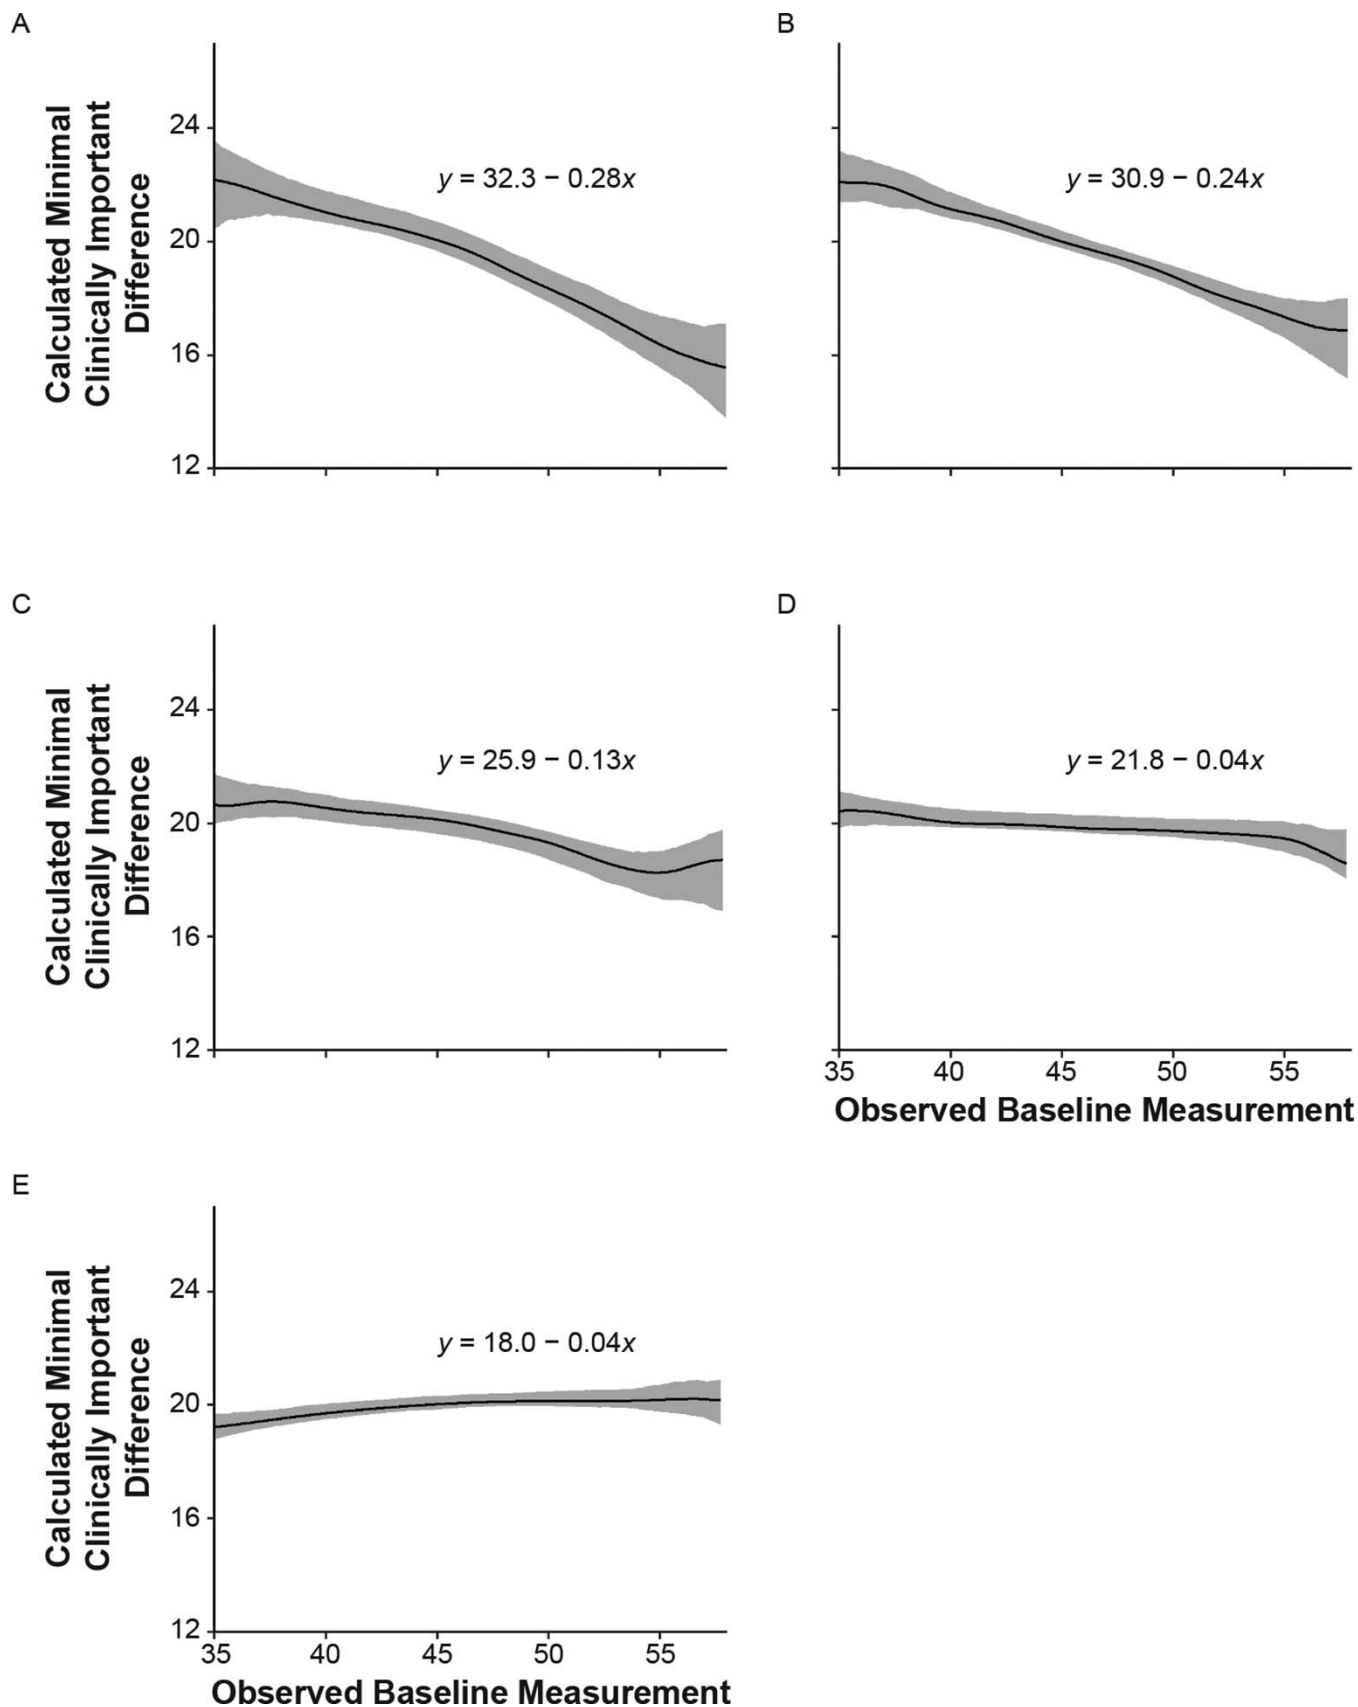 A
B
Calculated Minimal
Clinically Important
Difference
24
20
16
12
y = 32.3 − 0.28x
y = 30.9 − 0.24x
C
D
Calculated Minimal
Clinically Important
Difference
24
20
16
12
y = 25.9 − 0.13x
y = 21.8 − 0.04x
35 40 45 50 55
Observed Baseline Measurement
E
Calculated Minimal
Clinically Important
Difference
24
20
16
12
y = 18.0 − 0.04x
35 40 45 50 55
Observed Baseline Measurement